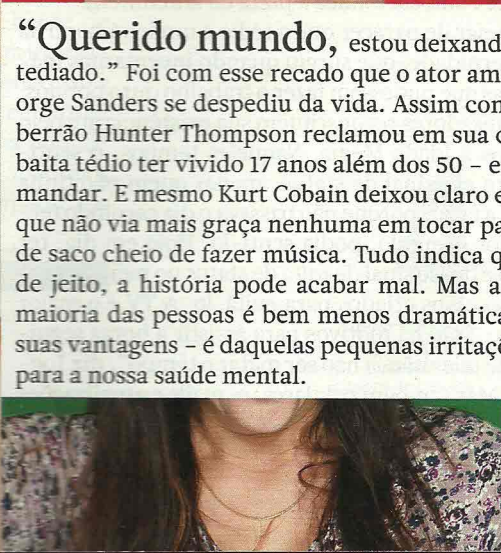 “Querido mundo, estou deixand
tediado.” Foi com esse recado que o ator am
orge Sanders se despediu da vida. Assim con
berrão Hunter Thompson reclamou em sua c
baita tédio ter vivido 17 anos além dos 50 – e
mandar. E mesmo Kurt Cobain deixou claro e
que não via mais graça nenhuma em tocar pa
de saco cheio de fazer música. Tudo indica q
de jeito, a história pode acabar mal. Mas a
maioria das pessoas é bem menos dramática
suas vantagens – é daquelas pequenas irritaçõ
para a nossa saúde mental.